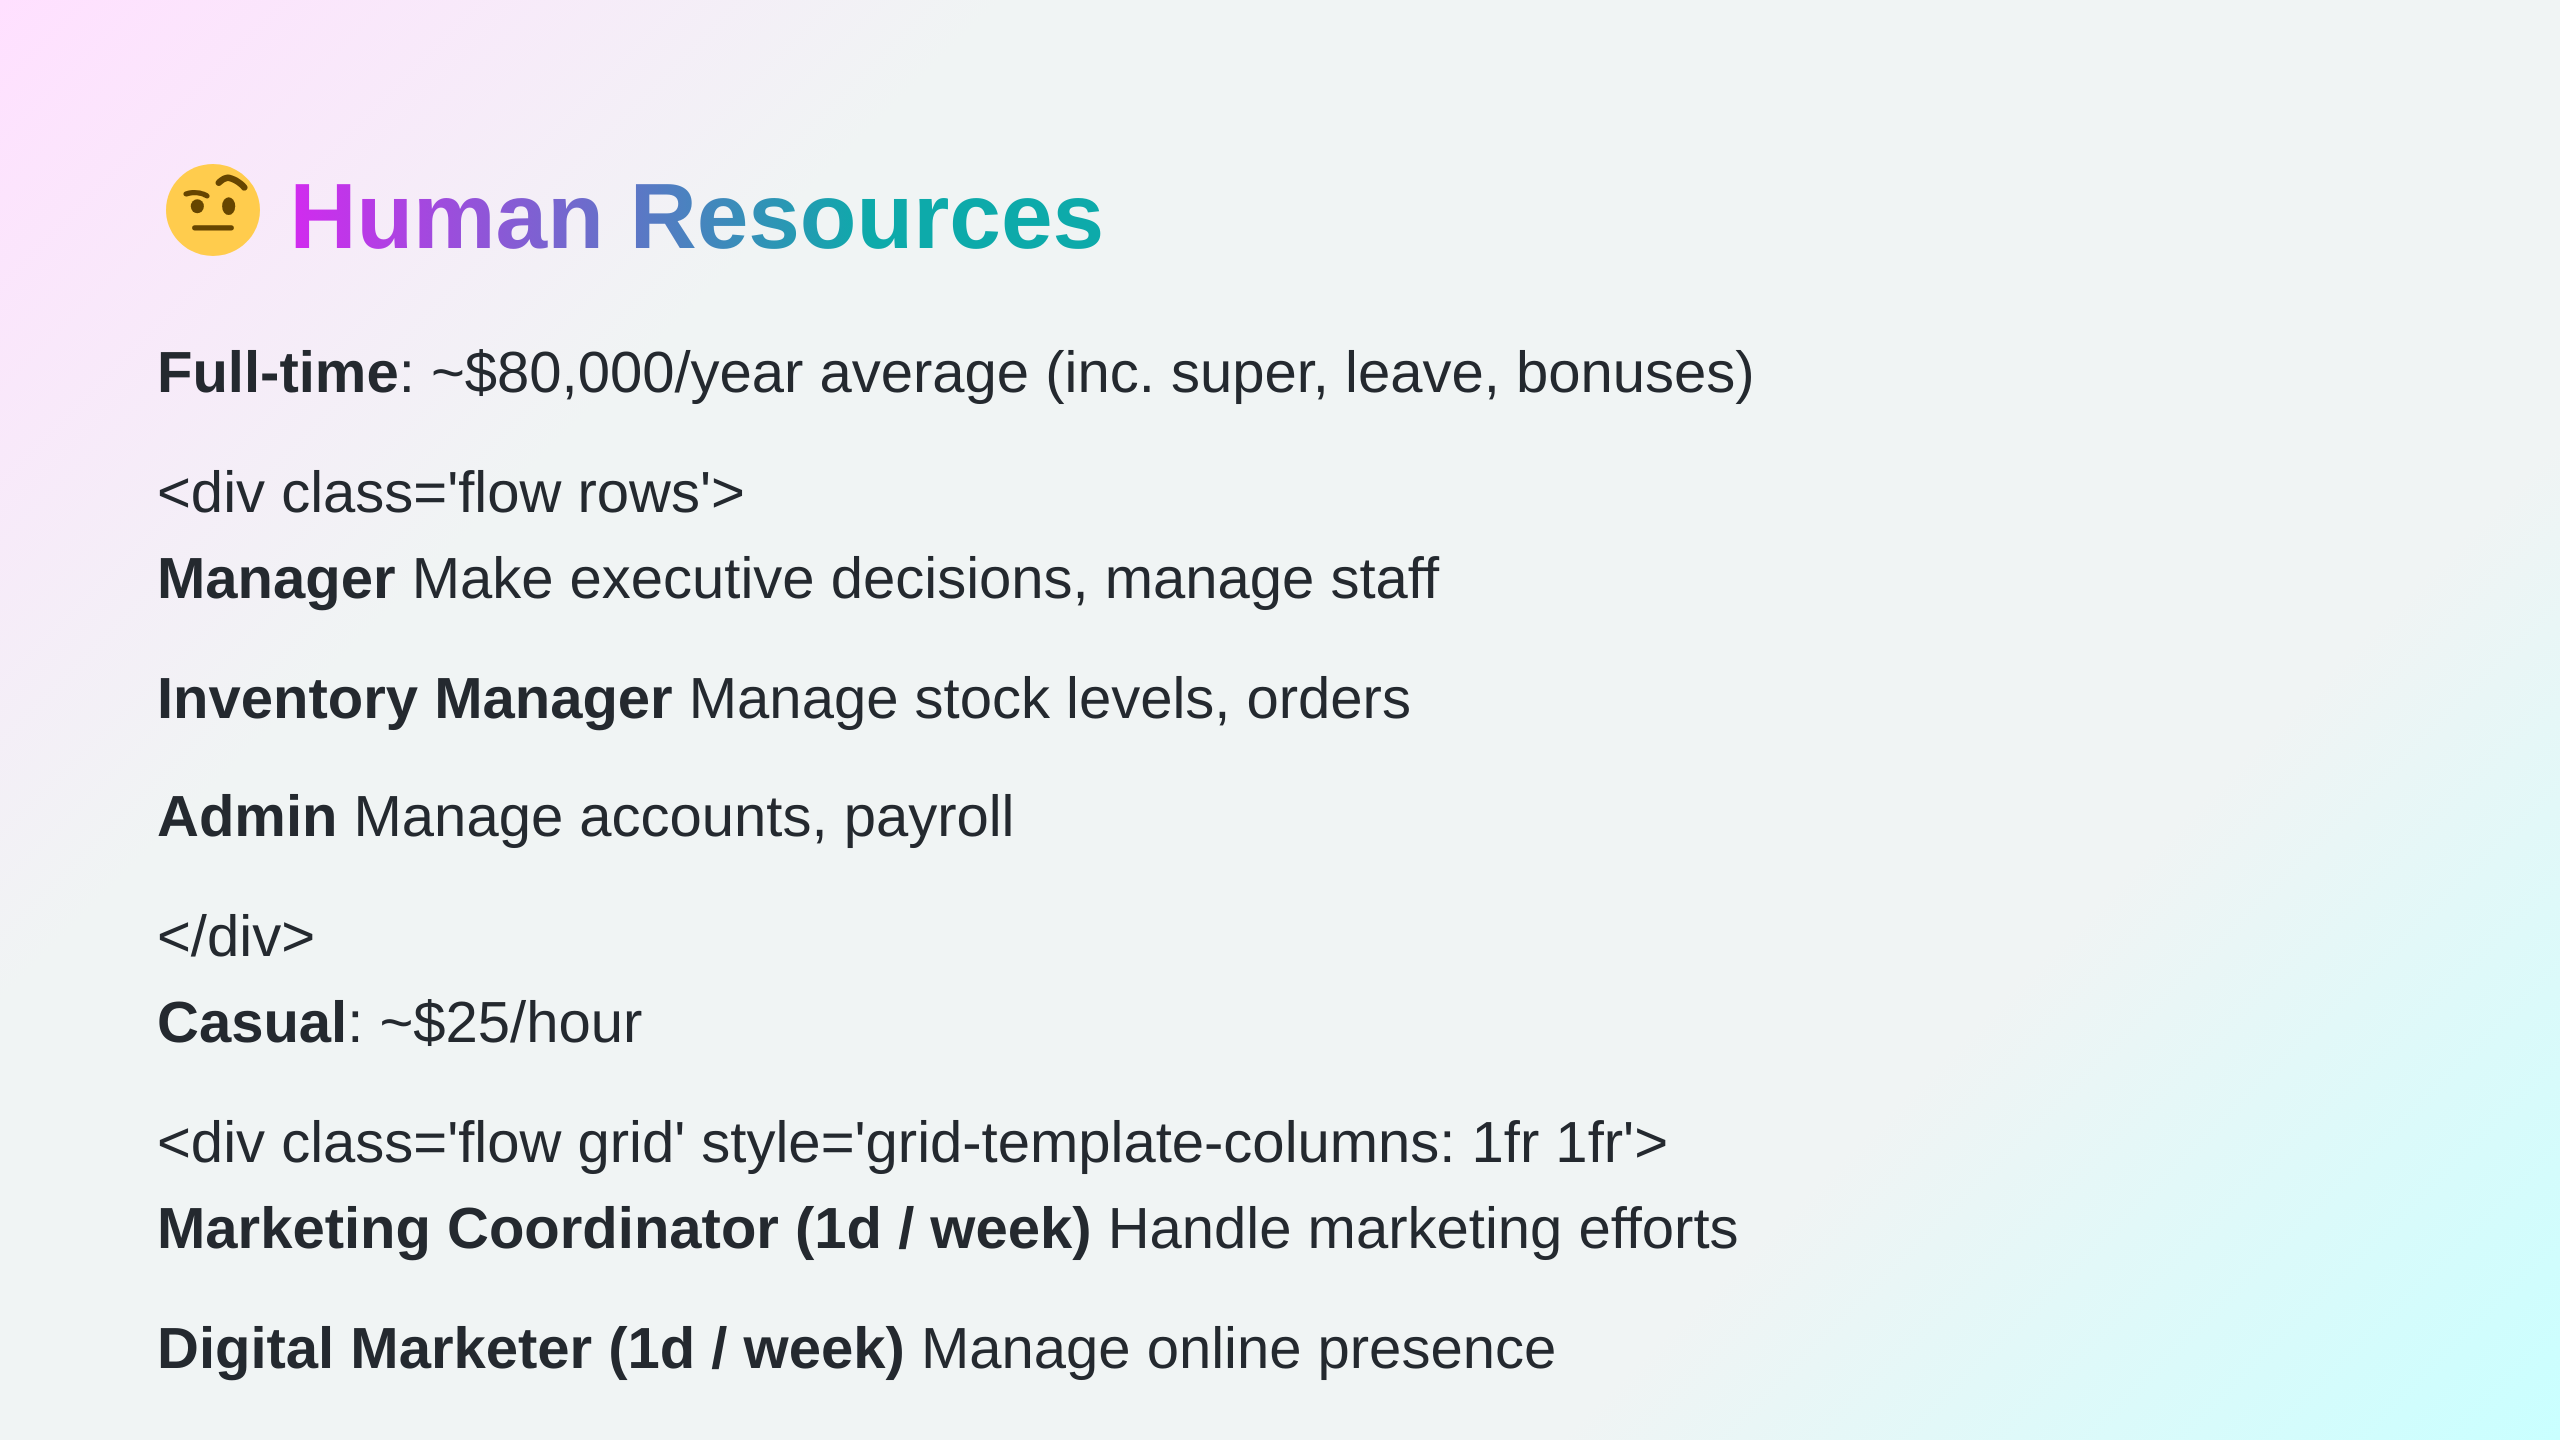 🤨 Human Resources
Full-time: ~$80,000/year average (inc. super, leave, bonuses)
<div class='flow rows'>
Manager Make executive decisions, manage staff
Inventory Manager Manage stock levels, orders
Admin Manage accounts, payroll
</div>
Casual: ~$25/hour
<div class='flow grid' style='grid-template-columns: 1fr 1fr'>
Marketing Coordinator (1d / week) Handle marketing efforts
Digital Marketer (1d / week) Manage online presence